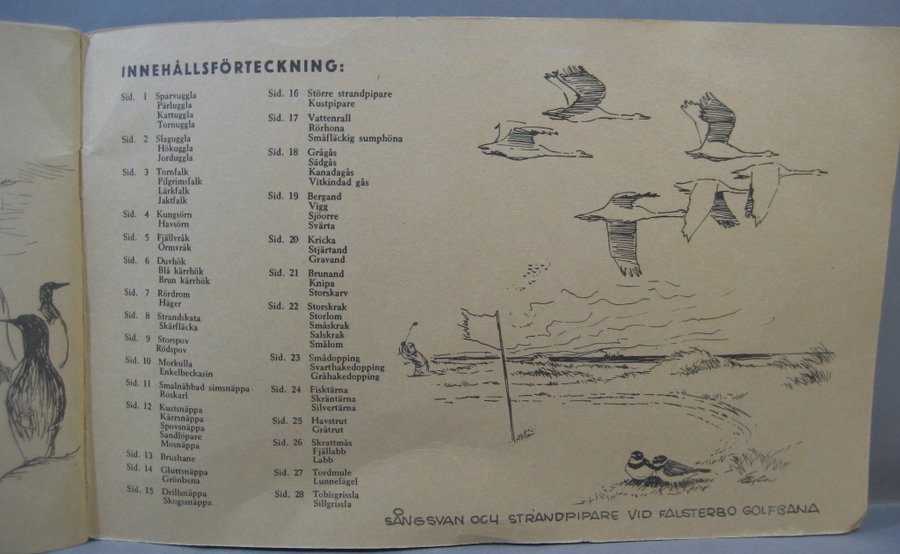 INNEHÅLLSFÖRTECKNING:
Sid. 1 Sparvuggla
Pärluggla
Kattuggla
Tornuggla
Sid. 2 Slaguggla
Hökuggla
Jorduggla
Sid. 3 Tornfalk
Pilgrimsfalk
Lärkfalk
Jaktfalk
Sid. 4 Kungsörn
Havsörn
Sid. 5 Fjällvråk
Ormvråk
Sid. 6 Duvhök
Blå kärrhök
Brun kärrhök
Sid. 7 Rördrom
Häger
Sid. 8 Strandskata
Skärfläcka
Sid. 9 Storspov
Rödspov
Sid. 10 Morkulla
Enkelbeckasin
Sid. 11 Smalnäbbad simsnäppa
Roskarl
Sid. 12 Kustsnäppa
Kärrsnäppa
Spovsnäppa
Sandlöpare
Mosnäppa
Sid. 13 Brushane
Sid. 14 Gluttsnäppa
Grönbena
Sid. 15 Drillsnäppa
Skogssnäppa
Sid. 16 Större strandpipare
Kustpipare
Sid. 17 Vattenrall
Rörhona
Småfläckig sumphöna
Sid. 18 Grågås
Sädgås
Kanadagås
Vitkindad gås
Sid. 19 Bergand
Vigg
Sjöorre
Svärta
Sid. 20 Kricka
Stjärtand
Gravand
Sid. 21 Brunand
Knipa
Storskarv
Sid. 22 Storskrak
Storlom
Småskrak
Salskrak
Smålom
Sid. 23 Smådopping
Svarthakedopping
Gråhakedopping
Sid. 24 Fisktärna
Skräntärna
Silvertärna
Sid. 25 Havstrut
Gråtrut
Sid. 26 Skrattmås
Fjällabb
Labb
Sid. 27 Tordmule
Lunnefågel
Sid. 28 Tobisgrissla
Sillgrissla
SÅNGSVAN OCH STRANDPIPARE VID FALSTERBO GOLFBANA